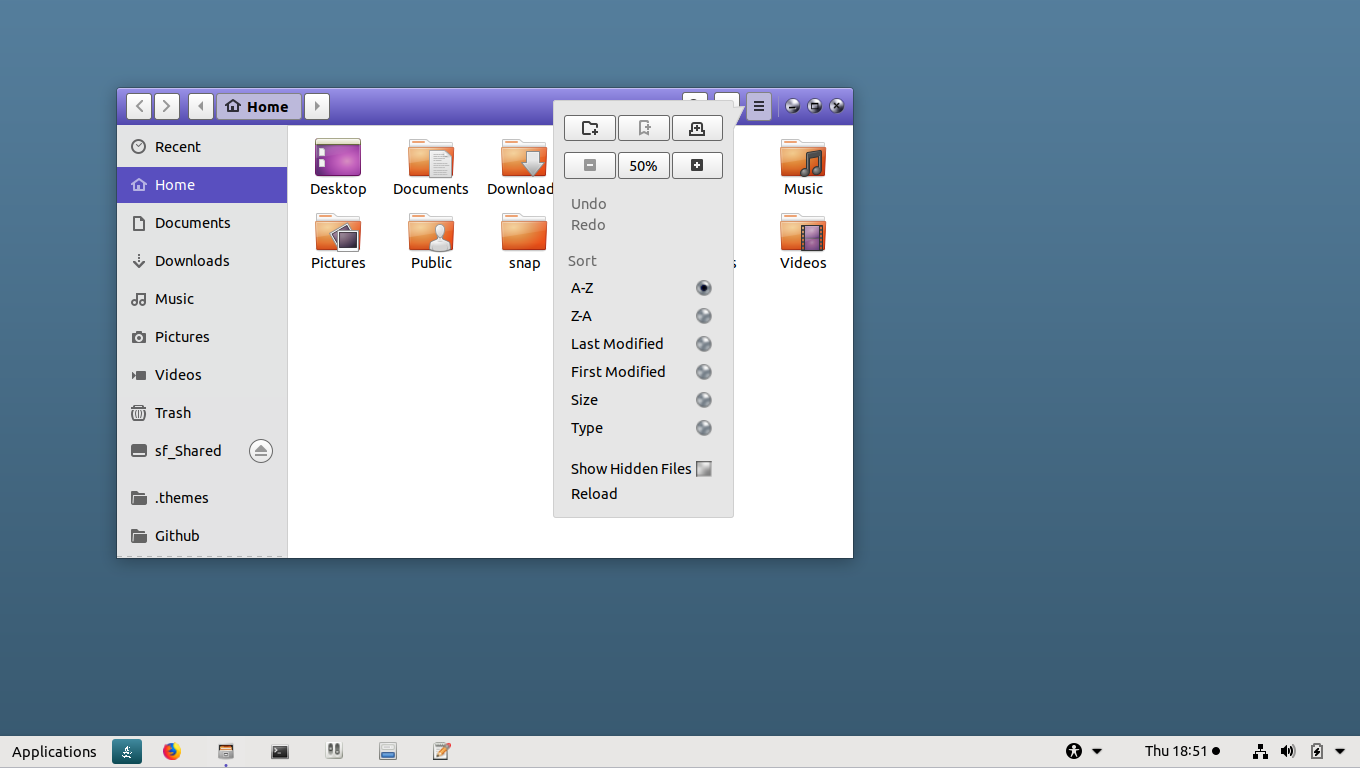 Home
Recent
Home
Documents
Downloads
Music
Pictures
Videos
Trash
sf_Shared
.themes
Github
Desktop
Documents
Download
Music
Pictures
Public
snap
s
Videos
50%
Undo
Redo
Sort
A-Z
Z-A
Last Modified
First Modified
Size
Type
Show Hidden Files
Reload
Applications
Thu 18:51